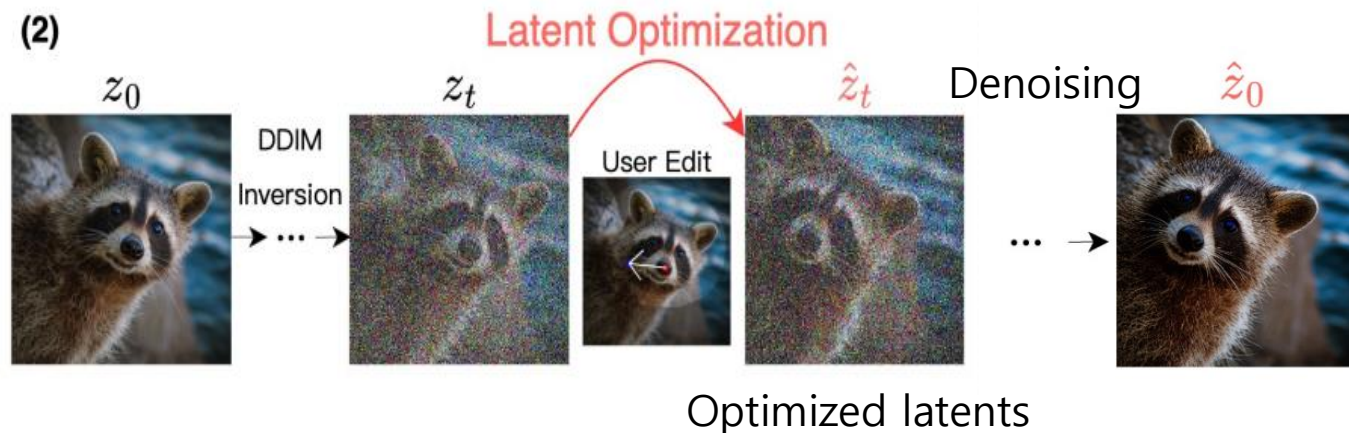 (2)
Latent Optimization
z₀
zₜ
ẑₜ
Denoising
ẑ₀
DDIM
Inversion
...
User Edit
...
Optimized latents